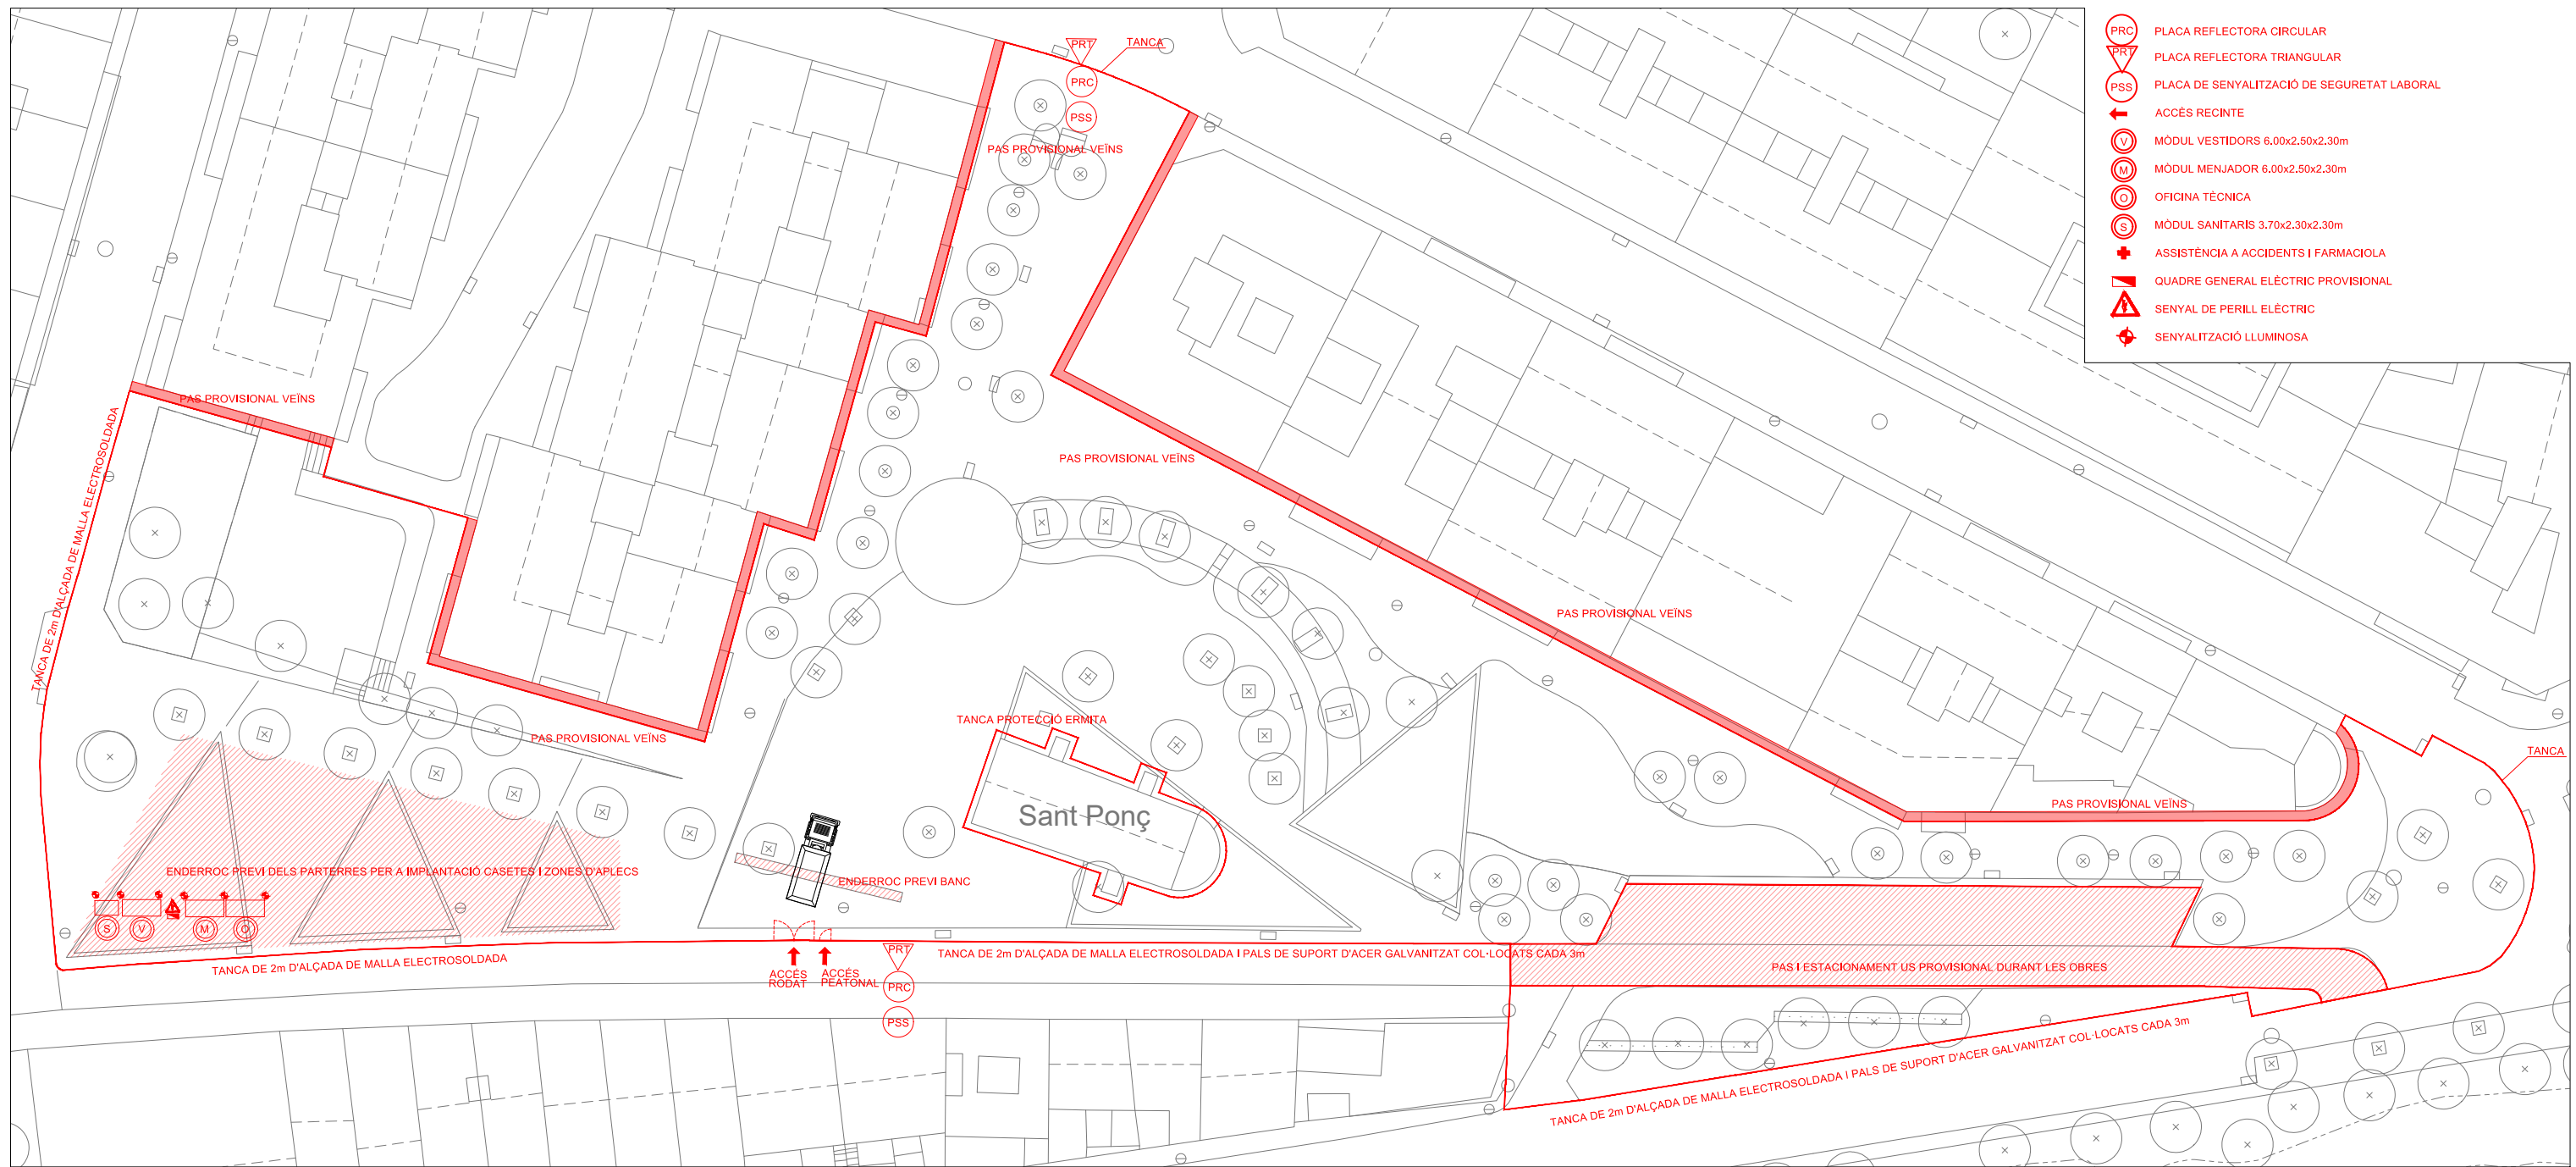 PRC PLACA REFLECTORA CIRCULAR
PRT PLACA REFLECTORA TRIANGULAR
PSS PLACA DE SENYALITZACIÓ DE SEGURETAT LABORAL
ACCÈS RECINTE
V MÒDUL VESTIDORS 6.00x2.50x2.30m
M MÒDUL MENJADOR 6.00x2.50x2.30m
O OFICINA TÈCNICA
S MÒDUL SANITARIS 3.70x2.30x2.30m
ASSISTÈNCIA A ACCIDENTS I FARMACIOLA
QUADRE GENERAL ELÈCTRIC PROVISIONAL
SENYAL DE PERILL ELÈCTRIC
SENYALITZACIÓ LLUMINOSA
PRT
TANCA
PRC
PSS
PAS PROVISIONAL VEÏNS
PAS PROVISIONAL VEÏNS
TANCA DE 2m D'ALÇADA DE MALLA ELECTROSOLDADA
PAS PROVISIONAL VEÏNS
PAS PROVISIONAL VEÏNS
TANCA PROTECCIÓ ERMITA
PAS PROVISIONAL VEÏNS
TANCA
PAS PROVISIONAL VEÏNS
Sant Ponç
ENDERROC PREVI DELS PARTERRES PER A IMPLANTACIÓ CASETES I ZONES D'APLECS
ENDERROC PREVI BANC
S V M O
TANCA DE 2m D'ALÇADA DE MALLA ELECTROSOLDADA
ACCÉS
RODAT
ACCÉS
PEATONAL
PRT
PRC
PSS
TANCA DE 2m D'ALÇADA DE MALLA ELECTROSOLDADA I PALS DE SUPORT D'ACER GALVANITZAT COL·LOCATS CADA 3m
PAS I ESTACIONAMENT US PROVISIONAL DURANT LES OBRES
TANCA DE 2m D'ALÇADA DE MALLA ELECTROSOLDADA I PALS DE SUPORT D'ACER GALVANITZAT COL·LOCATS CADA 3m